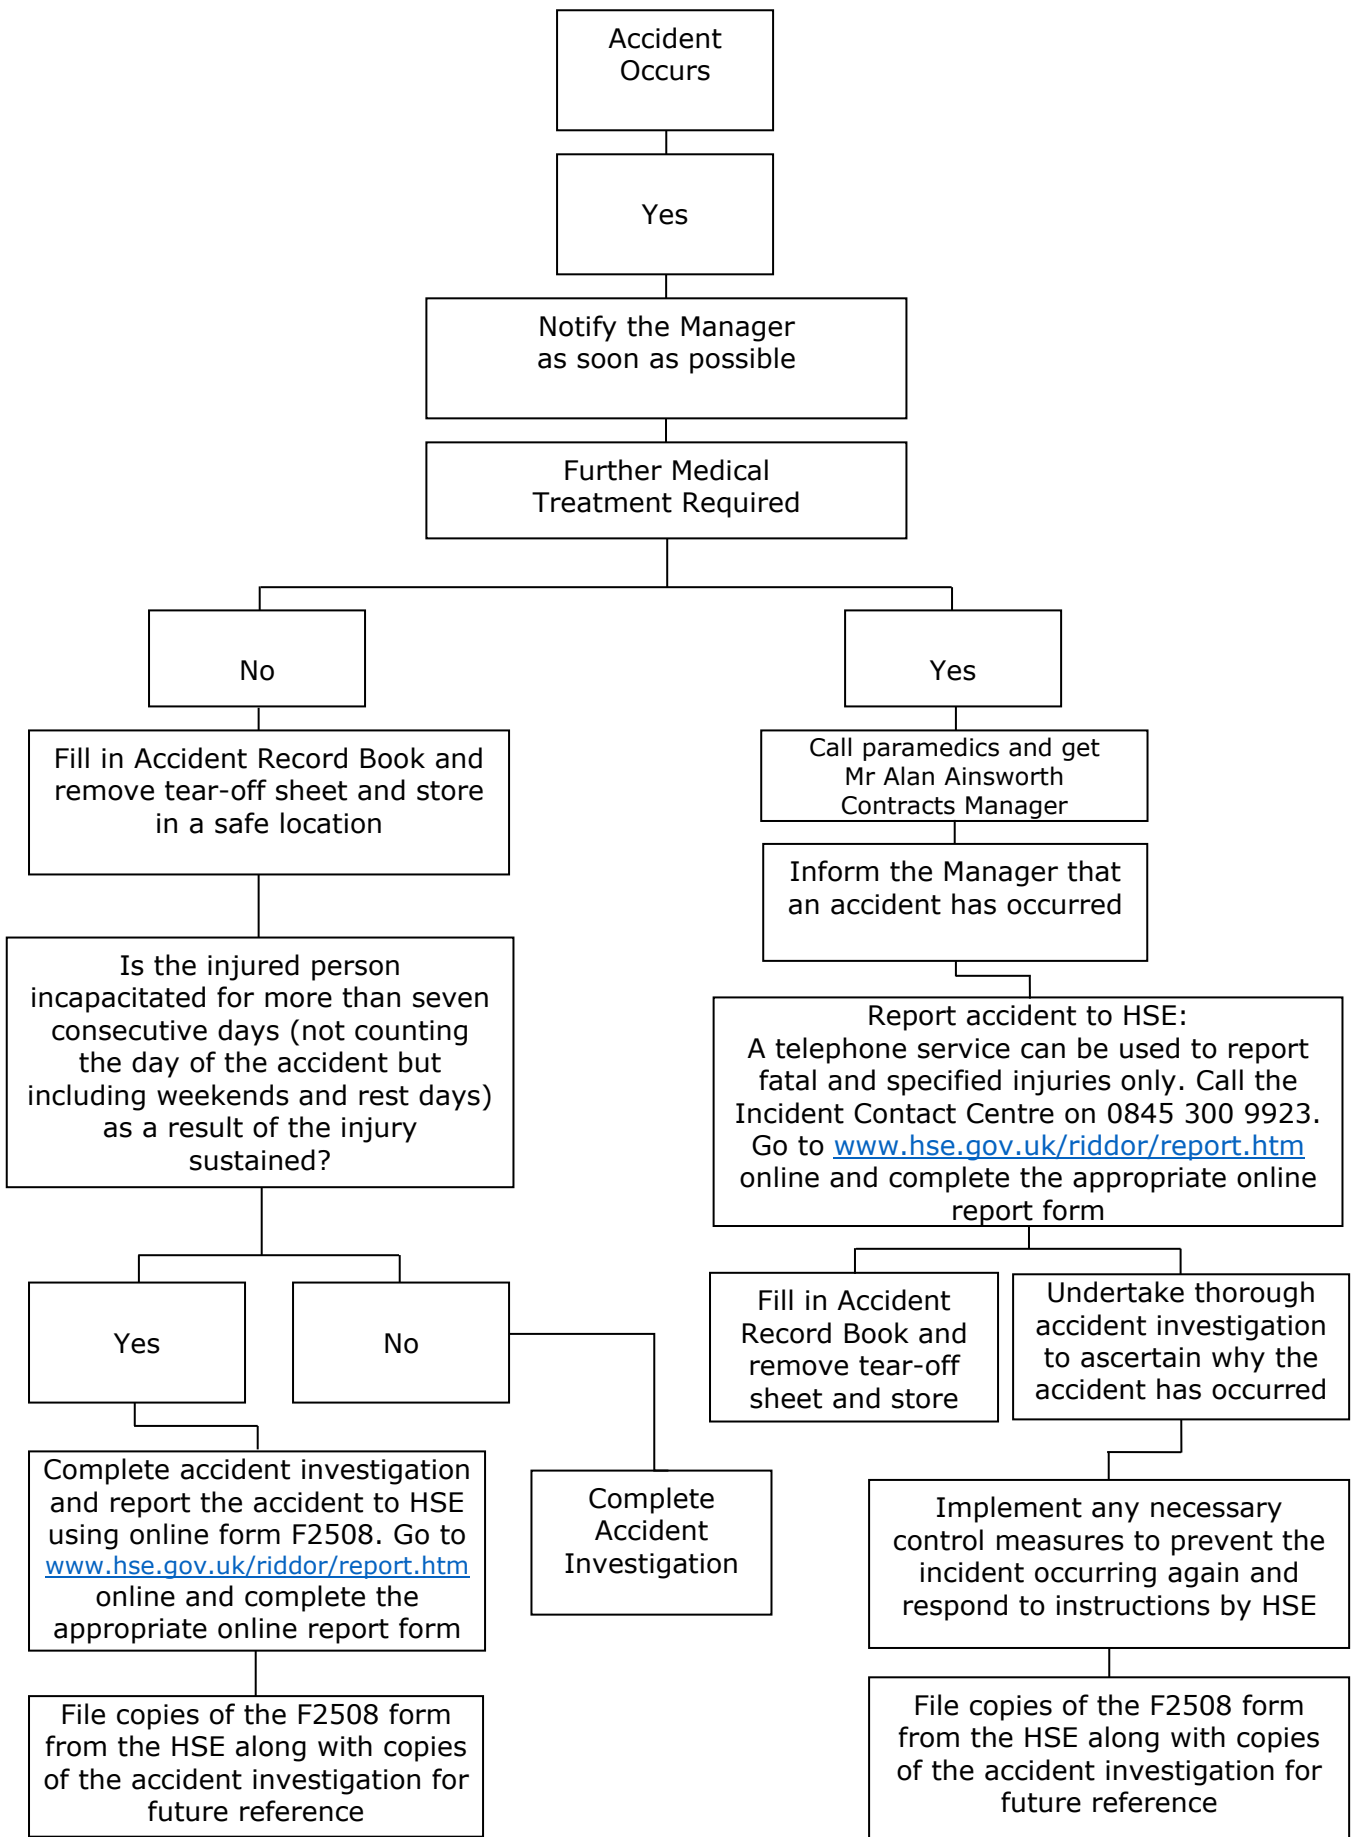 Accident
Occurs
Yes
Notify the Manager
as soon as possible
Further Medical
Treatment Required
No
Yes
Fill in Accident Record Book and
remove tear-off sheet and store
in a safe location
Call paramedics and get
Mr Alan Ainsworth
Contracts Manager
Inform the Manager that
an accident has occurred
Is the injured person
incapacitated for more than seven
consecutive days (not counting
the day of the accident but
including weekends and rest days)
as a result of the injury
sustained?
Report accident to HSE:
A telephone service can be used to report
fatal and specified injuries only. Call the
Incident Contact Centre on 0845 300 9923.
Go to www.hse.gov.uk/riddor/report.htm
online and complete the appropriate online
report form
Yes
No
Fill in Accident
Record Book and
remove tear-off
sheet and store
Undertake thorough
accident investigation
to ascertain why the
accident has occurred
Complete accident investigation
and report the accident to HSE
using online form F2508. Go to
www.hse.gov.uk/riddor/report.htm
online and complete the
appropriate online report form
Complete
Accident
Investigation
Implement any necessary
control measures to prevent the
incident occurring again and
respond to instructions by HSE
File copies of the F2508 form
from the HSE along with copies
of the accident investigation for
future reference
File copies of the F2508 form
from the HSE along with copies
of the accident investigation for
future reference